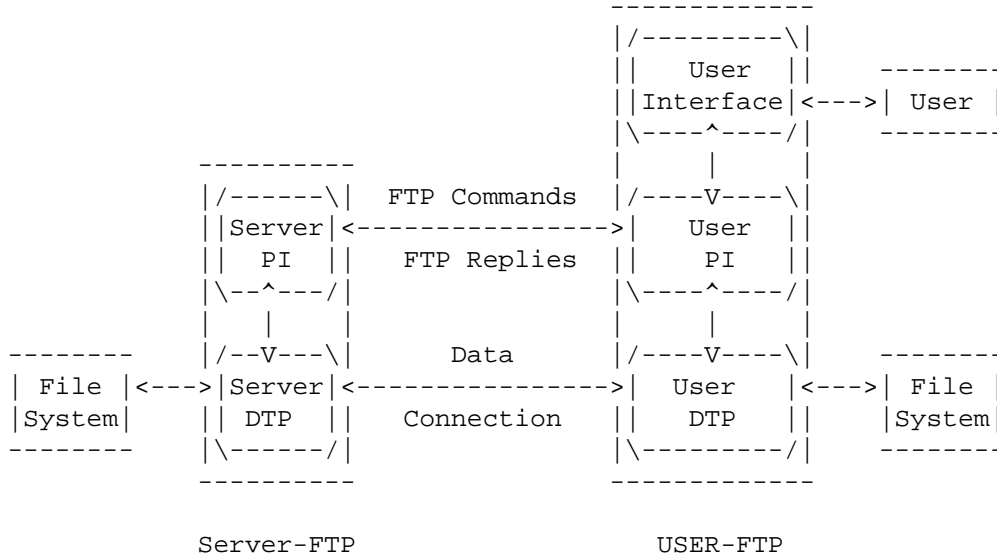 -------------
                                            |/---------\|
                                            ||   User  ||    --------
                                            ||Interface|<--->| User |
                                            |\----^----/|    --------
                  ----------                |     |     |
                  |/------\|  FTP Commands  |/----V----\|
                  ||Server|<---------------->|   User  ||
                  ||  PI  ||   FTP Replies  ||    PI   ||
                  |\--^---/|                |\----^----/|
                  |   |    |                |     |     |
      --------    |/--V---\|      Data      |/----V----\|    --------
      | File |<--->|Server|<---------------->|   User  |<--->| File |
      |System|    || DTP  ||   Connection   ||   DTP   ||    |System|
      --------    |\------/|                |\---------/|    --------
                  ----------                -------------

                  Server-FTP                   USER-FTP